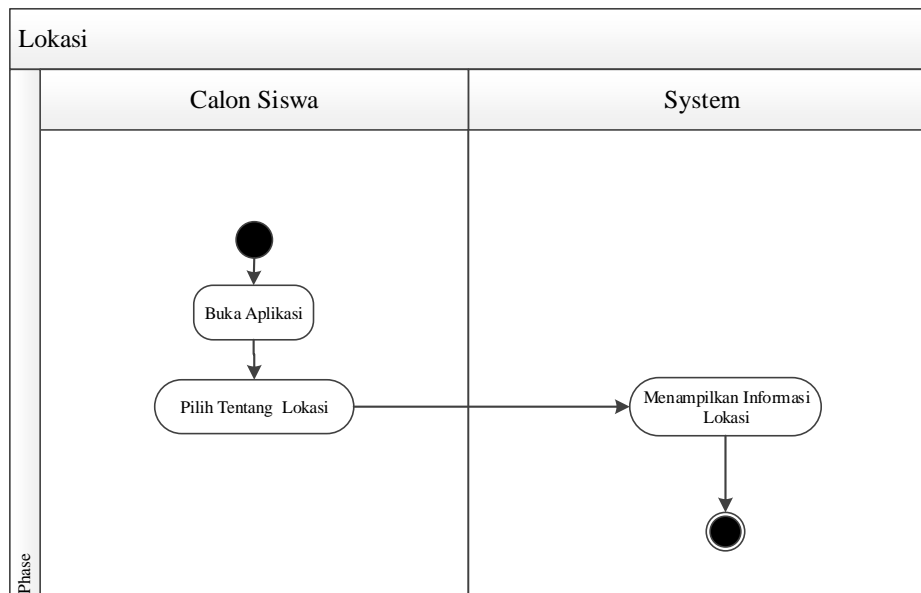 Lokasi
Calon Siswa
System
Buka Aplikasi
Pilih Tentang Lokasi
Menampilkan Informasi
Lokasi
Phase